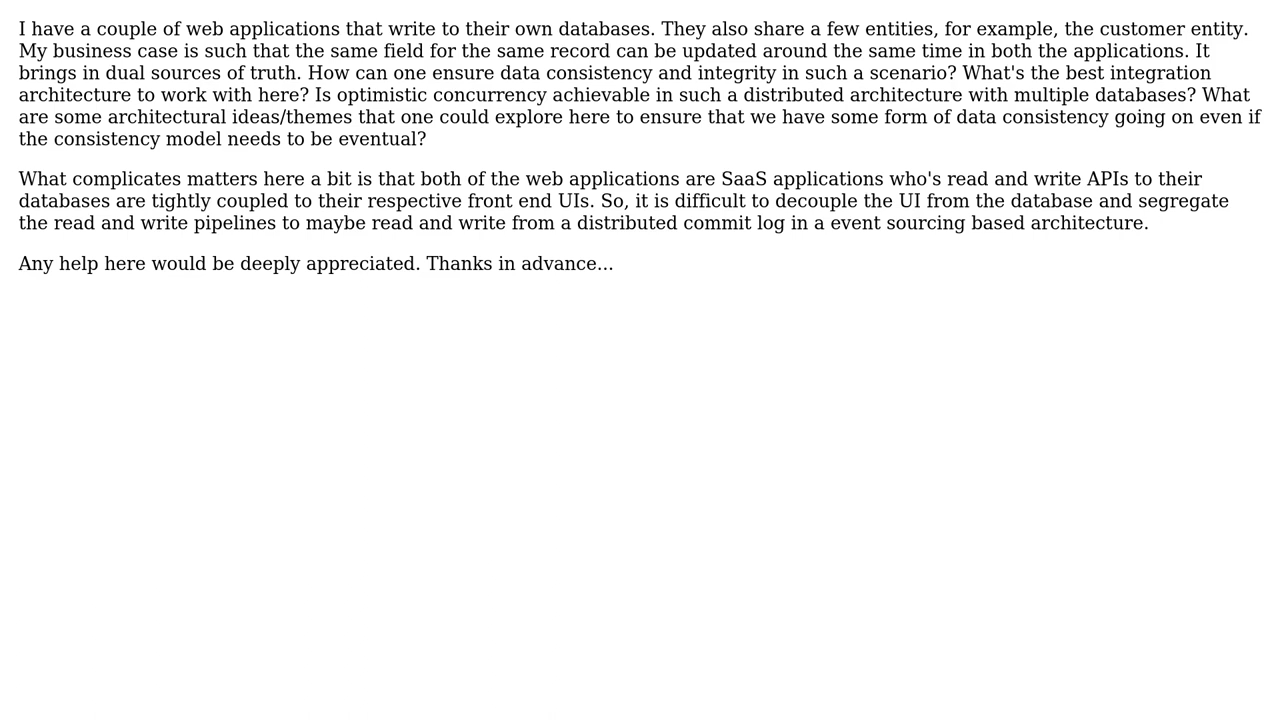 I have a couple of web applications that write to their own databases. They also share a few entities, for example, the customer entity.
My business case is such that the same field for the same record can be updated around the same time in both the applications. It
brings in dual sources of truth. How can one ensure data consistency and integrity in such a scenario? What's the best integration
architecture to work with here? Is optimistic concurrency achievable in such a distributed architecture with multiple databases? What
are some architectural ideas/themes that one could explore here to ensure that we have some form of data consistency going on even if
the consistency model needs to be eventual?
What complicates matters here a bit is that both of the web applications are SaaS applications who's read and write APIs to their
databases are tightly coupled to their respective front end UIs. So, it is difficult to decouple the UI from the database and segregate
the read and write pipelines to maybe read and write from a distributed commit log in a event sourcing based architecture.
Any help here would be deeply appreciated. Thanks in advance...